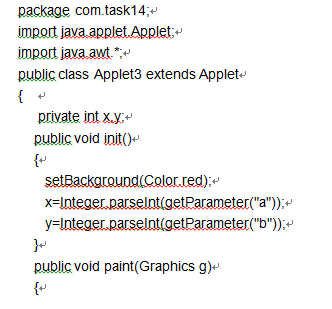 package com.task14;
import java.applet.Applet;
import java.awt.*;
public class Applet3 extends Applet
{
private int x,y;
public void init()
{
setBackground(Color.red);
x=Integer.parseInt(getParameter("a"));
y=Integer.parseInt(getParameter("b"));
}
public void paint(Graphics g)
{